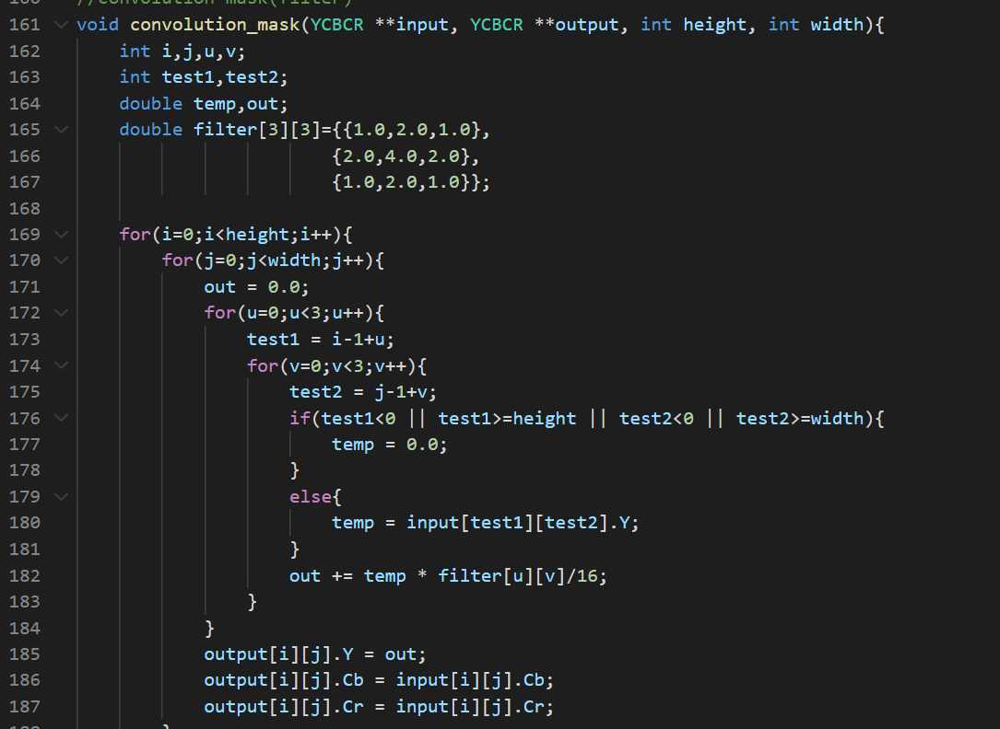 //convolution mask(filter)
161 void convolution_mask(YCBCR **input, YCBCR **output, int height, int width){
162 int i,j,u,v;
163 int test1,test2;
164 double temp,out;
165 double filter[3][3]={{1.0,2.0,1.0},
166 {2.0,4.0,2.0},
167 {1.0,2.0,1.0}};
168
169 for(i=0;i<height;i++){
170 for(j=0;j<width;j++){
171 out = 0.0;
172 for(u=0;u<3;u++){
173 test1 = i-1+u;
174 for(v=0;v<3;v++){
175 test2 = j-1+v;
176 if(test1<0 || test1>=height || test2<0 || test2>=width){
177 temp = 0.0;
178 }
179 else{
180 temp = input[test1][test2].Y;
181 }
182 out += temp * filter[u][v]/16;
183 }
184 }
185 output[i][j].Y = out;
186 output[i][j].Cb = input[i][j].Cb;
187 output[i][j].Cr = input[i][j].Cr;